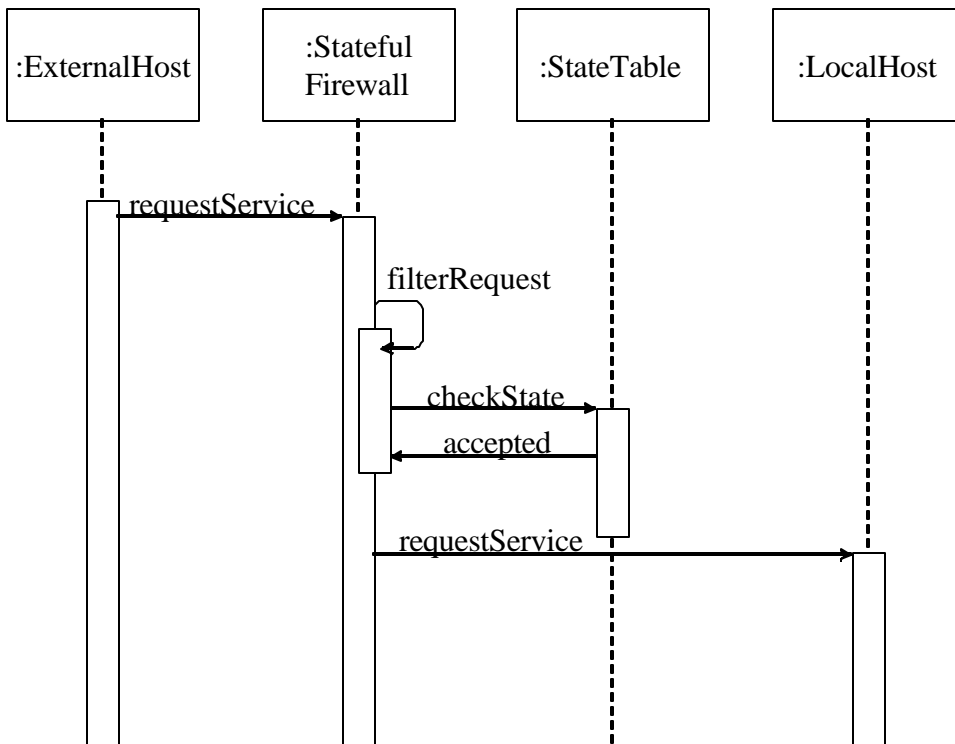 :ExternalHost
:Stateful
Firewall
:StateTable
:LocalHost
requestService
filterRequest
checkState
accepted
requestService